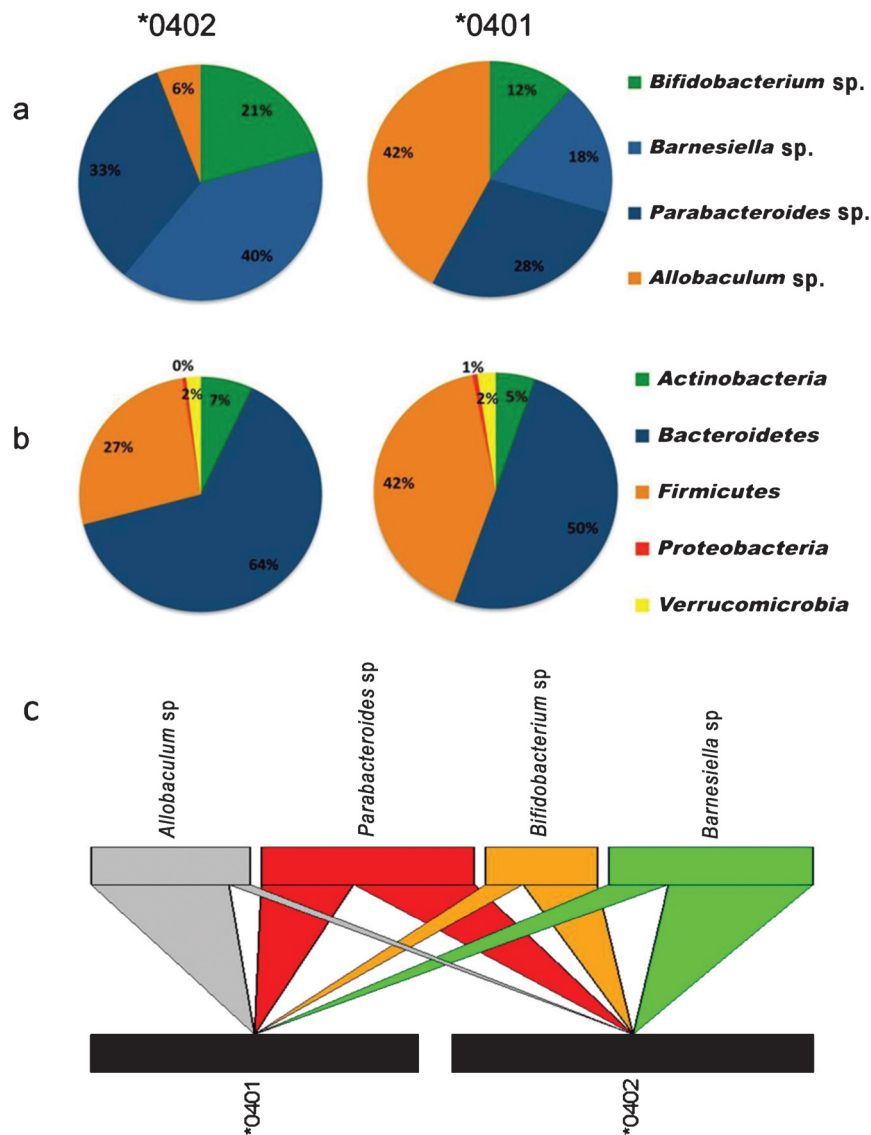 *0402
*0401
a
6%
21%
33%
40%
12%
42%
18%
28%
Bifidobacterium sp.
Barnesiella sp.
Parabacteroides sp.
Allobaculum sp.
b
0%
2%
7%
27%
64%
1%
2%
5%
42%
50%
Actinobacteria
Bacteroidetes
Firmicutes
Proteobacteria
Verrucomicrobia
c
Allobaculum sp
Parabacteroides sp
Bifidobacterium sp
Barnesiella sp
*0401
*0402